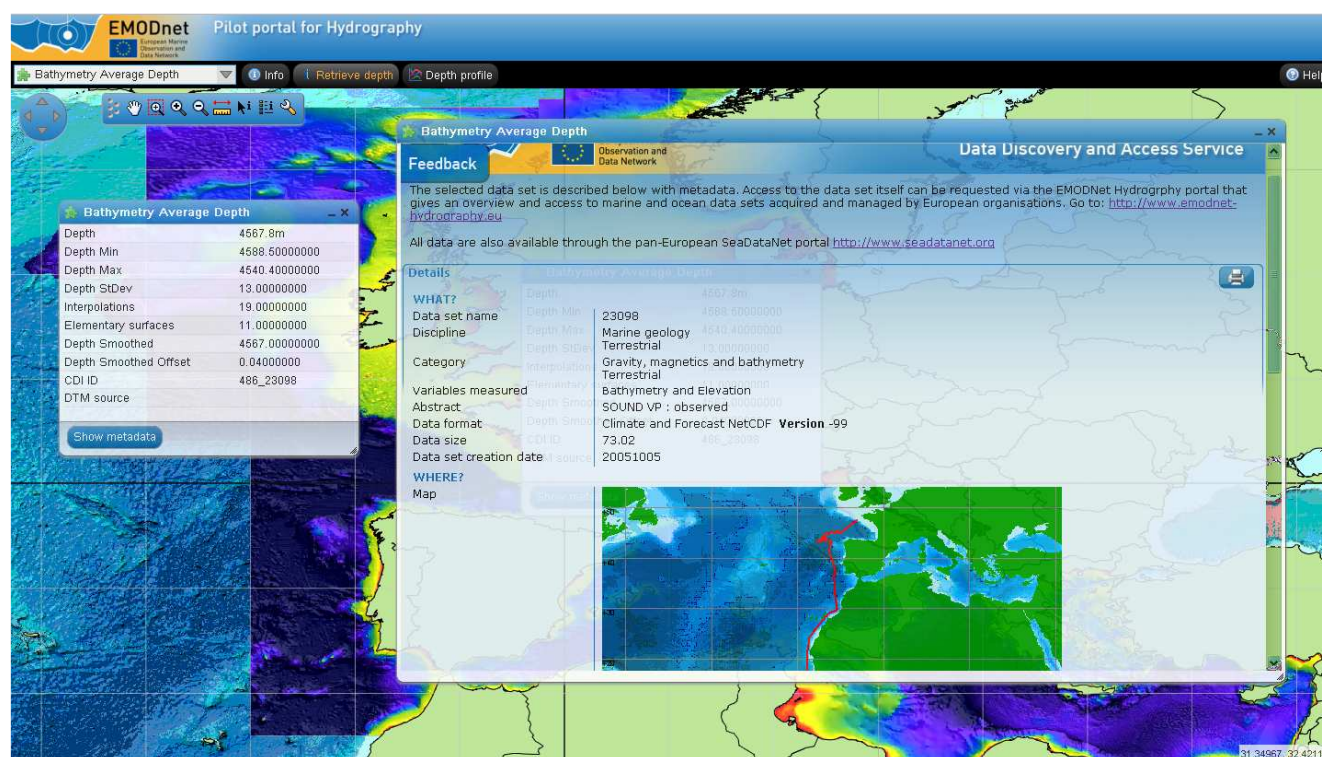 EMODnet
European Marine
Observation and
Data Network
Pilot portal for Hydrography
Bathymetry Average Depth
Info
Retrieve depth
Depth profile
Help
Bathymetry Average Depth
Depth 4567.8m
Depth Min 4588.50000000
Depth Max 4540.40000000
Depth StDev 13.00000000
Interpolations 19.00000000
Elementary surfaces 11.00000000
Depth Smoothed 4567.00000000
Depth Smoothed Offset 0.04000000
CDI ID 486_23098
DTM source
Show metadata
Bathymetry Average Depth
Feedback
Observation and
Data Network
Data Discovery and Access Service
The selected data set is described below with metadata. Access to the data set itself can be requested via the EMODNet Hydrogrphy portal that
gives an overview and access to marine and ocean data sets acquired and managed by European organisations. Go to: http://www.emodnet-
hydrography.eu
All data are also available through the pan-European SeaDataNet portal http://www.seadatanet.org
Details
WHAT?
Data set name 23098
Discipline Marine geology
Terrestrial
Category Gravity, magnetics and bathymetry
Terrestrial
Variables measured Bathymetry and Elevation
Abstract SOUND VP : observed
Data format Climate and Forecast NetCDF Version -99
Data size 73.02
Data set creation date 20051005
WHERE?
Map
31.34967 32.4211